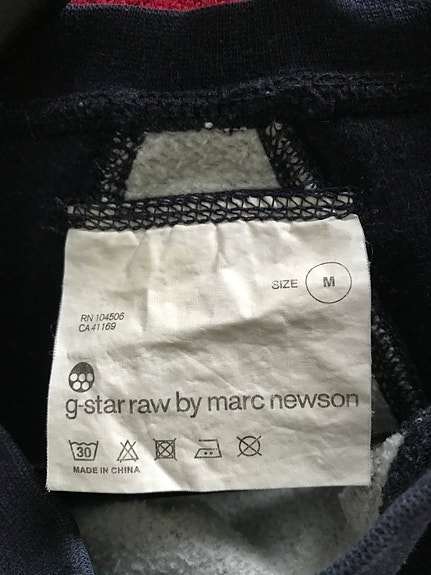 SIZE M
RN 104506
CA 41169
g-star raw by marc newson
30
MADE IN CHINA